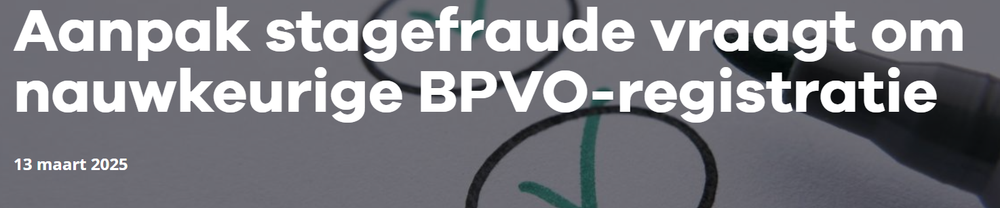 Aanpak stagefraude vraagt om
nauwkeurige BPVO-registratie
13 maart 2025